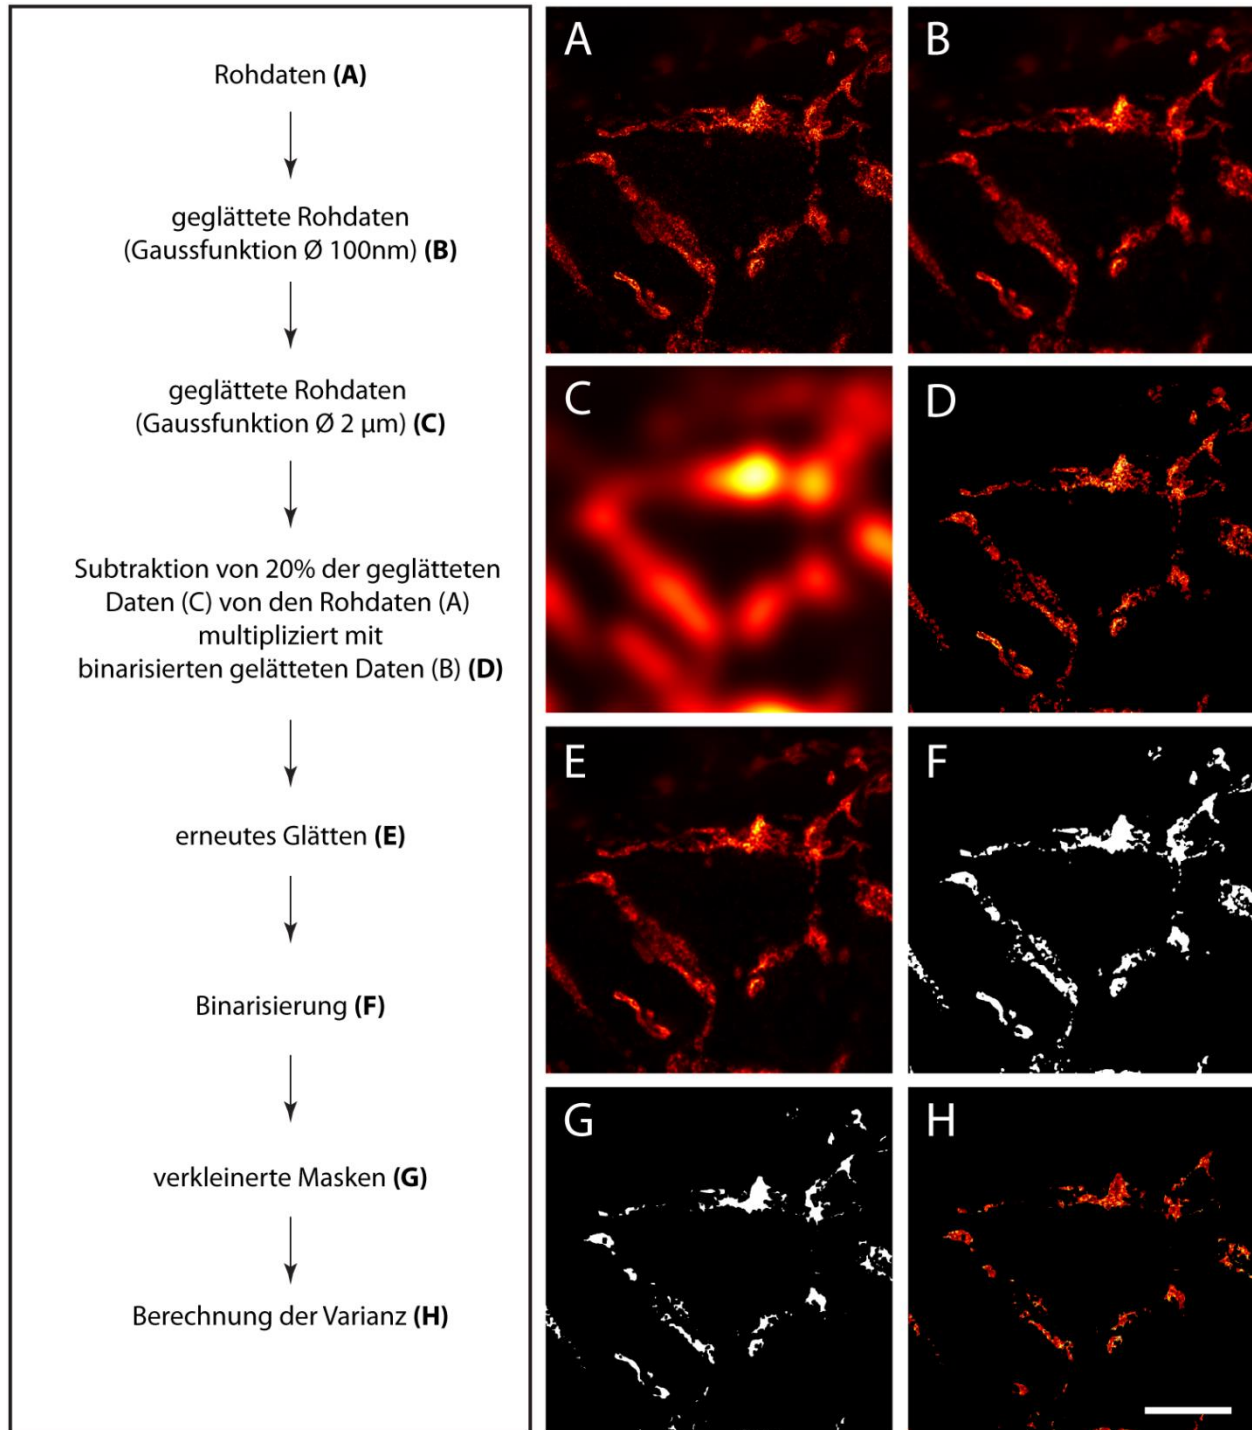 Rohdaten (A)
geglättete Rohdaten
(Gaussfunktion Ø 100nm) (B)
geglättete Rohdaten
(Gaussfunktion Ø 2 µm) (C)
Subtraktion von 20% der geglätteten
Daten (C) von den Rohdaten (A)
multipliziert mit
binarisierten gelätteten Daten (B) (D)
erneutes Glätten (E)
Binarisierung (F)
verkleinerte Masken (G)
Berechnung der Varianz (H)
A
B
C
D
E
F
G
H